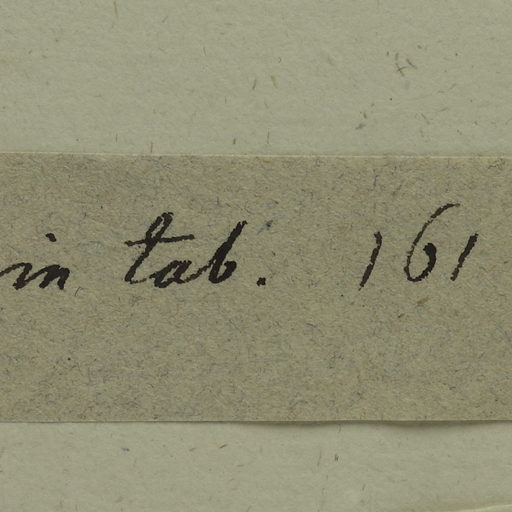 in tab. 161